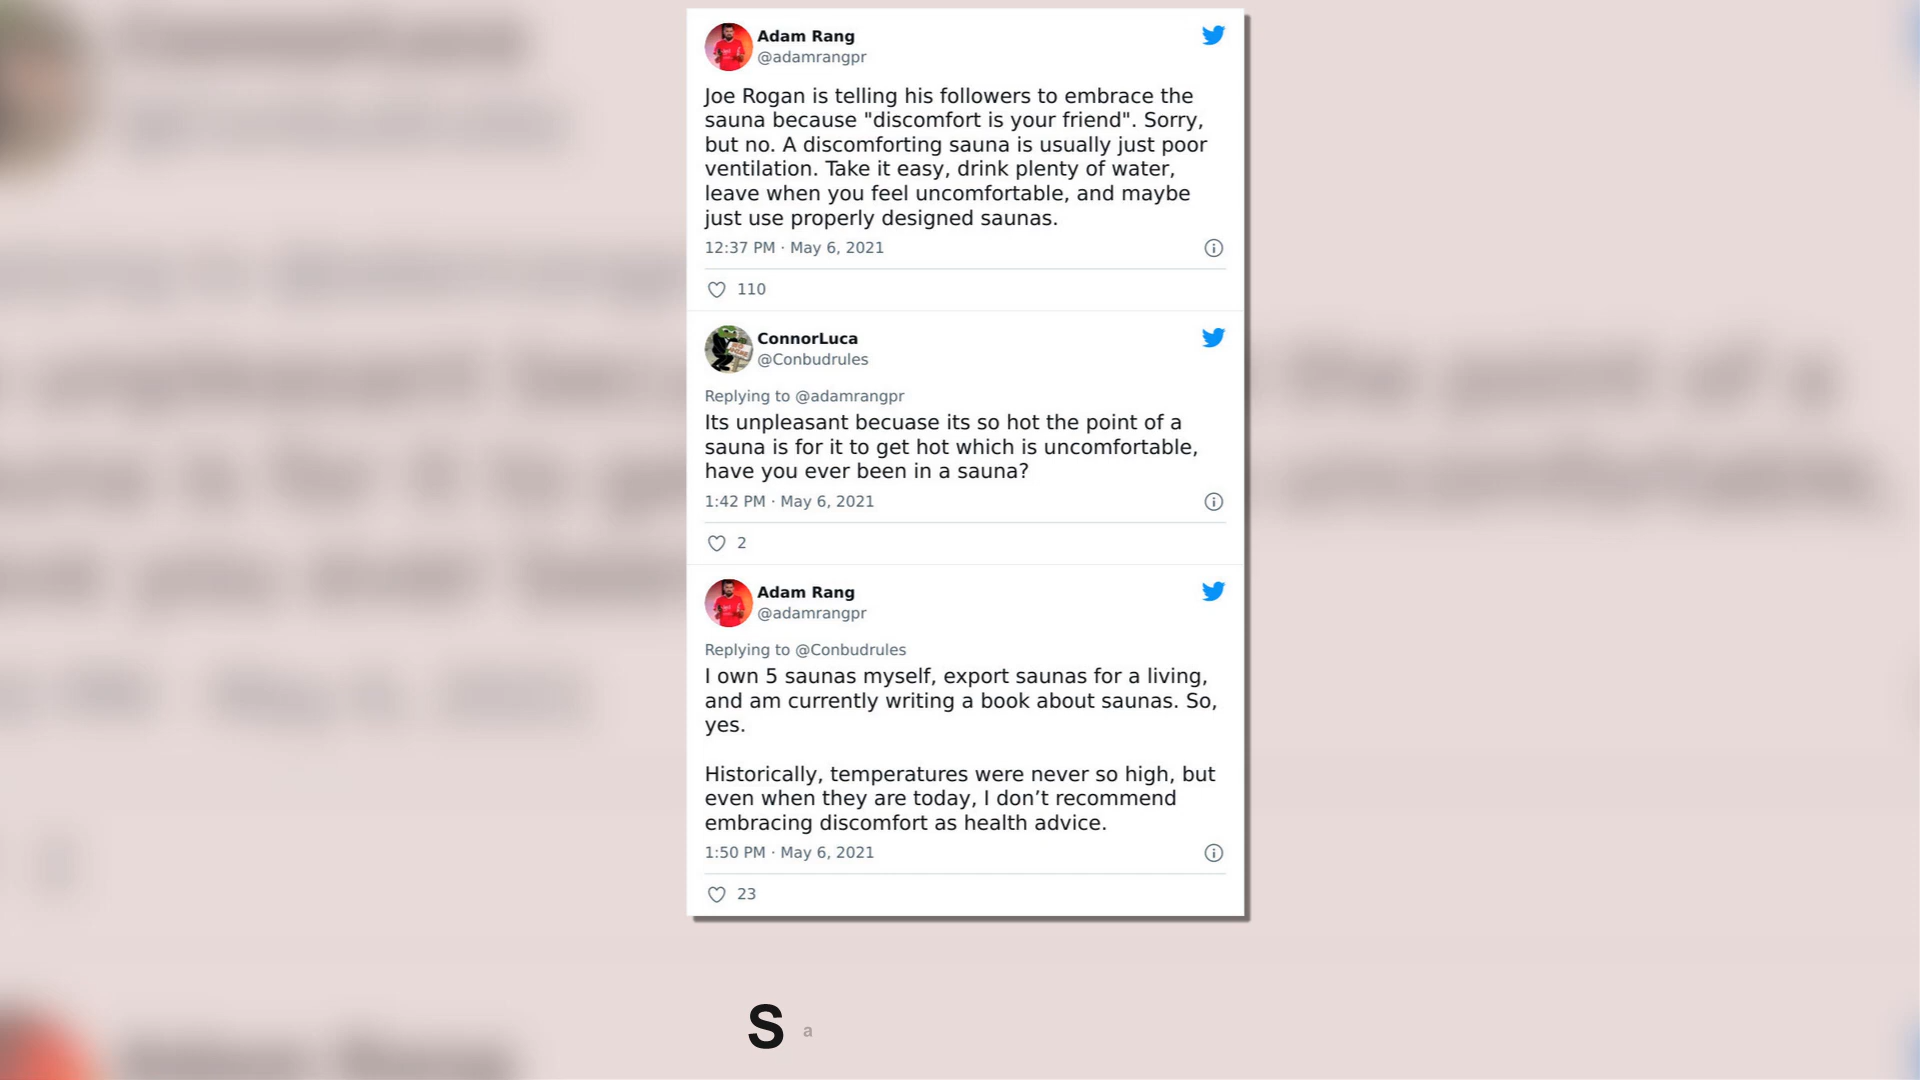 Adam Rang
@adamrangpr
Joe Rogan is telling his followers to embrace the
sauna because "discomfort is your friend". Sorry,
but no. A discomforting sauna is usually just poor
ventilation. Take it easy, drink plenty of water,
leave when you feel uncomfortable, and maybe
just use properly designed saunas.
12:37 PM · May 6, 2021
110
ConnorLuca
@Conbudrules
Replying to @adamrangpr
Its unpleasant becuase its so hot the point of a
sauna is for it to get hot which is uncomfortable,
have you ever been in a sauna?
1:42 PM · May 6, 2021
2
Adam Rang
@adamrangpr
Replying to @Conbudrules
I own 5 saunas myself, export saunas for a living,
and am currently writing a book about saunas. So,
yes.
Historically, temperatures were never so high, but
even when they are today, I don’t recommend
embracing discomfort as health advice.
1:50 PM · May 6, 2021
23
S a